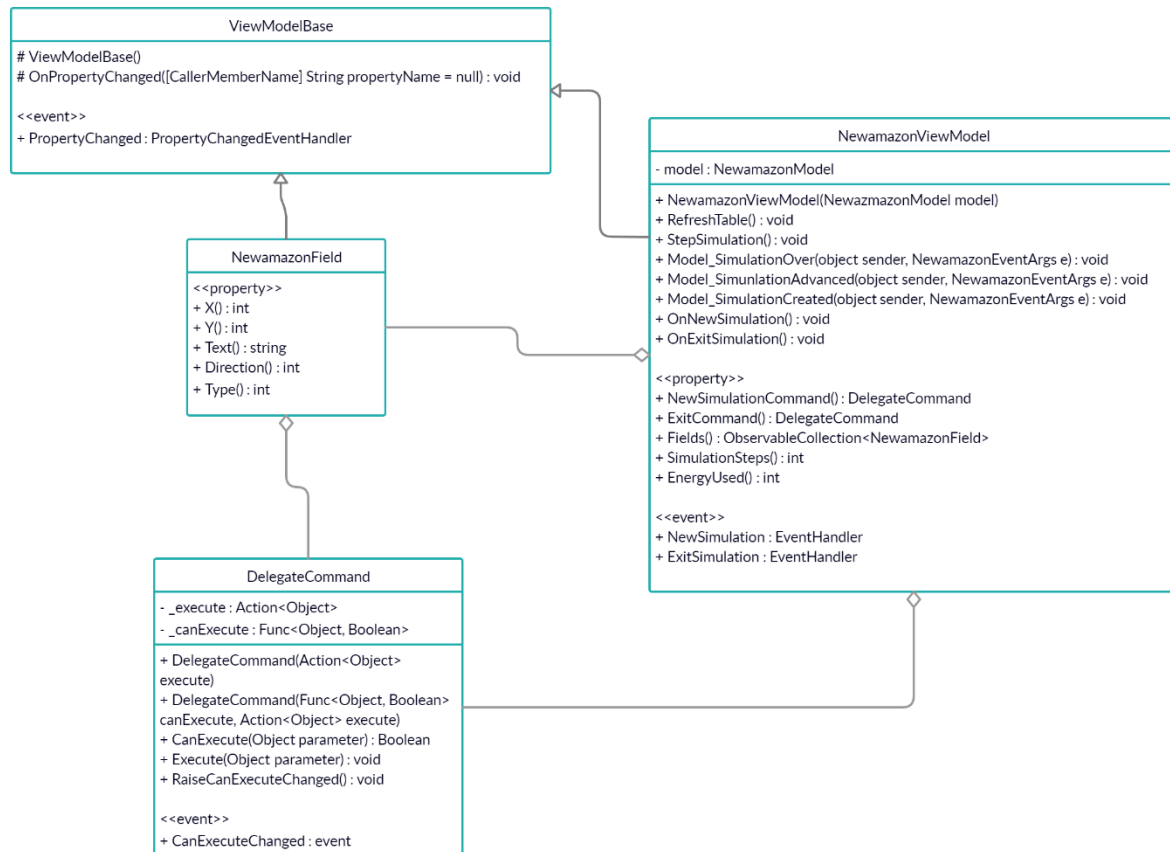 ViewModelBase
# ViewModelBase()
# OnPropertyChanged([CallerMemberName] String propertyName = null) : void
<<event>>
+ PropertyChanged : PropertyChangedEventHandler
NewamazonViewModel
- model : NewamazonModel
+ NewamazonViewModel(NewazmazonModel model)
+ RefreshTable() : void
+ StepSimulation() : void
+ Model_SimulationOver(object sender, NewamazonEventArgs e) : void
+ Model_SimunlationAdvanced(object sender, NewamazonEventArgs e) : void
+ Model_SimulationCreated(object sender, NewamazonEventArgs e) : void
+ OnNewSimulation() : void
+ OnExitSimulation() : void
<<property>>
+ NewSimulationCommand() : DelegateCommand
+ ExitCommand() : DelegateCommand
+ Fields() : ObservableCollection<NewamazonField>
+ SimulationSteps() : int
+ EnergyUsed() : int
<<event>>
+ NewSimulation : EventHandler
+ ExitSimulation : EventHandler
NewamazonField
<<property>>
+ X() : int
+ Y() : int
+ Text() : string
+ Direction() : int
+ Type() : int
DelegateCommand
- _execute : Action<Object>
- _canExecute : Func<Object, Boolean>
+ DelegateCommand(Action<Object>
execute)
+ DelegateCommand(Func<Object, Boolean>
canExecute, Action<Object> execute)
+ CanExecute(Object parameter) : Boolean
+ Execute(Object parameter) : void
+ RaiseCanExecuteChanged() : void
<<event>>
+ CanExecuteChanged : event